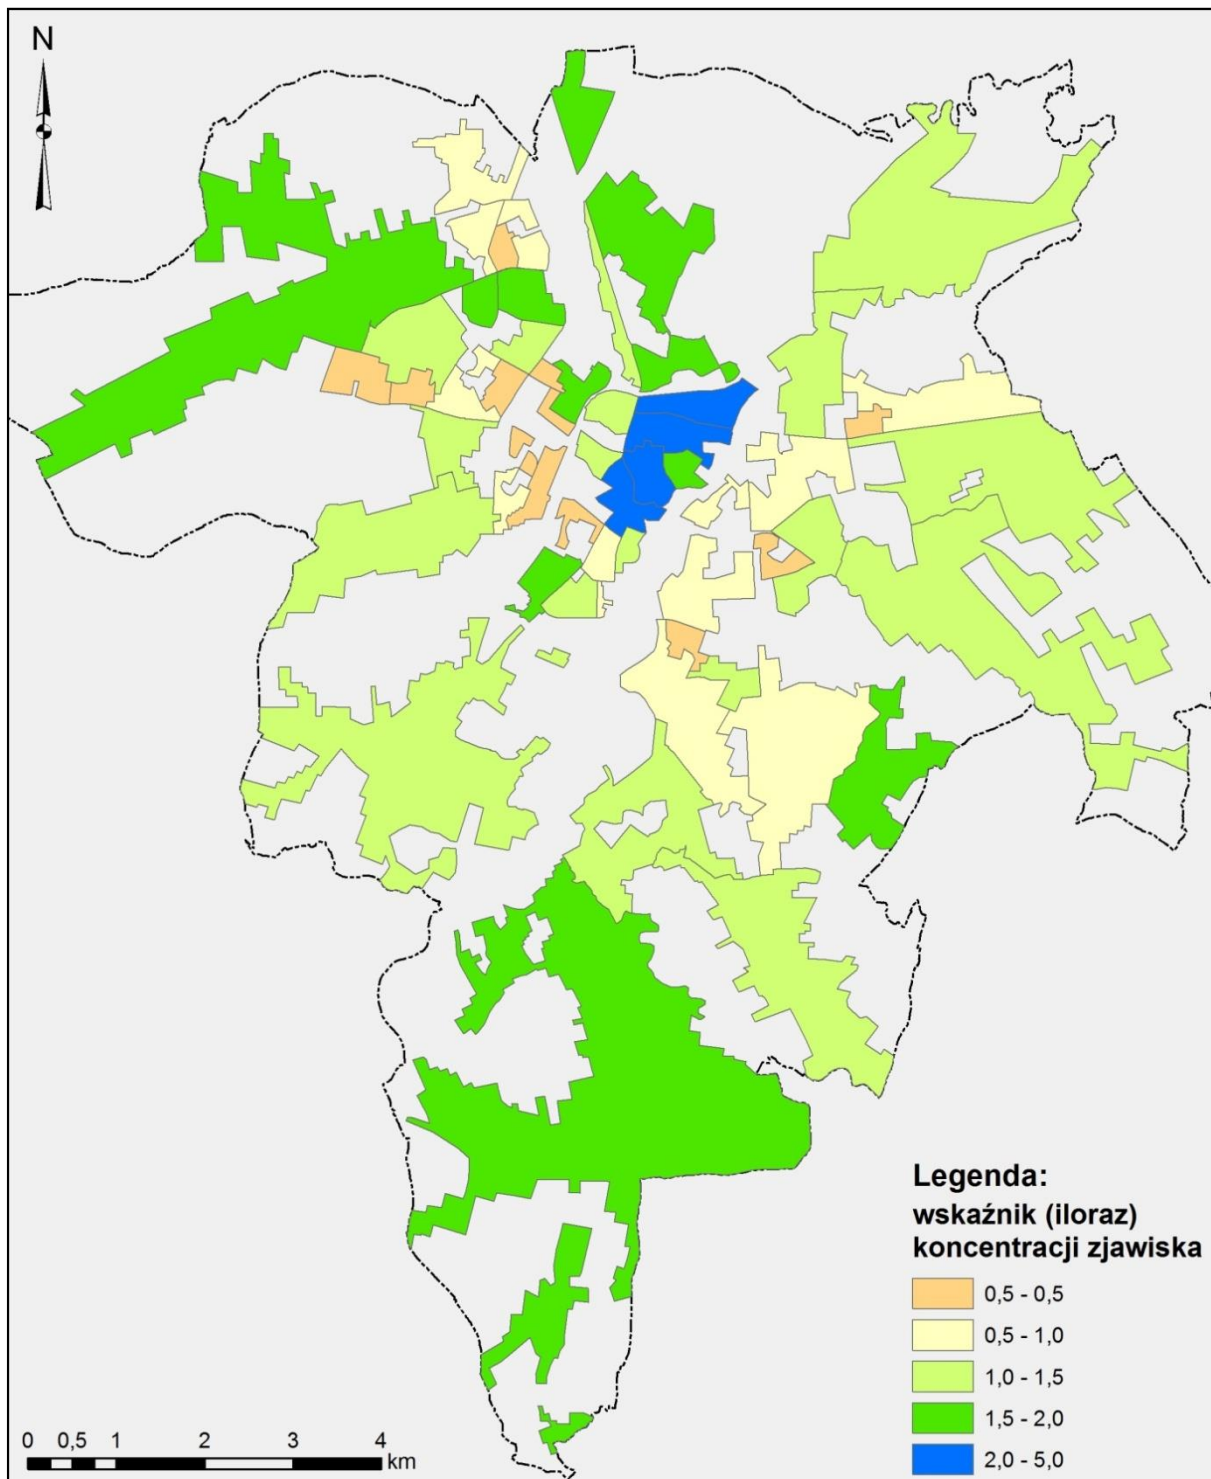 N
Legenda:
wskaźnik (iloraz)
koncentracji zjawiska
0,5 - 0,5
0,5 - 1,0
1,0 - 1,5
1,5 - 2,0
2,0 - 5,0
0 0,5 1 2 3 4
km